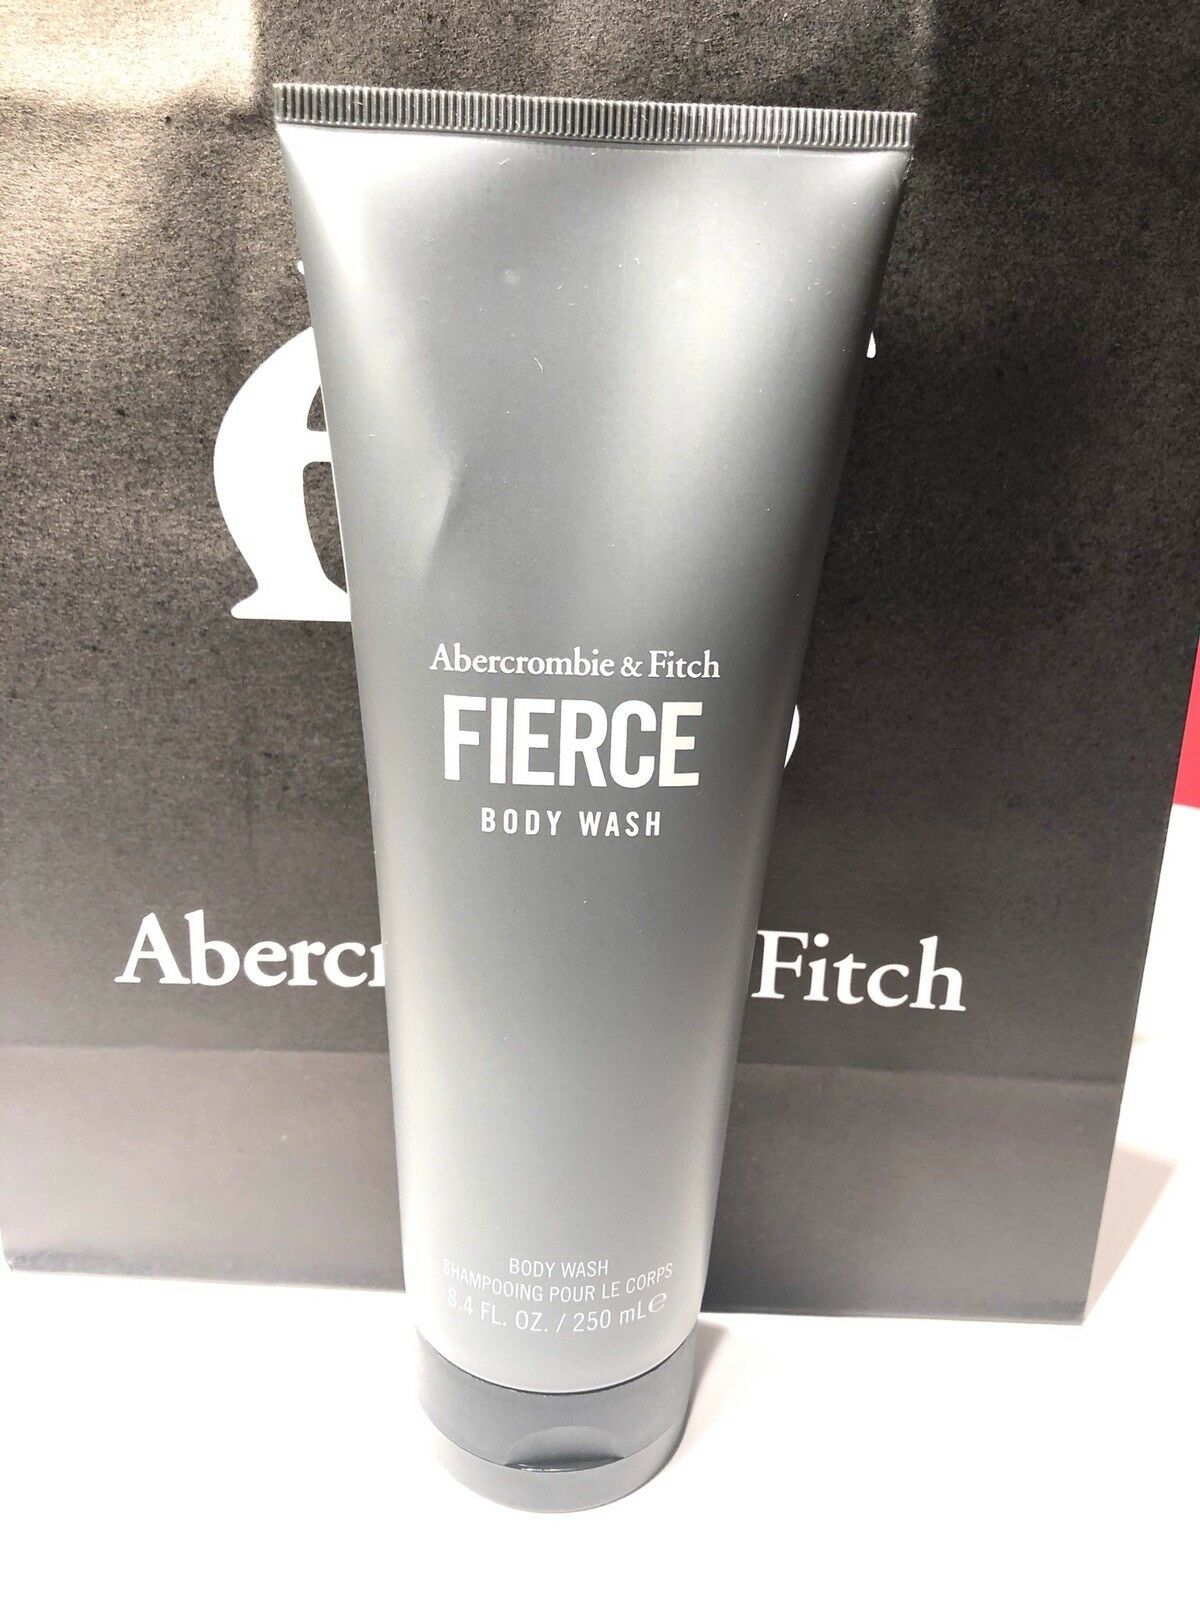 Abercrombie & Fitch
FIERCE
BODY WASH
Fitch
BODY WASH
SHAMPOOING POUR LE CORPS
8.4 FL. OZ. / 250 mL e